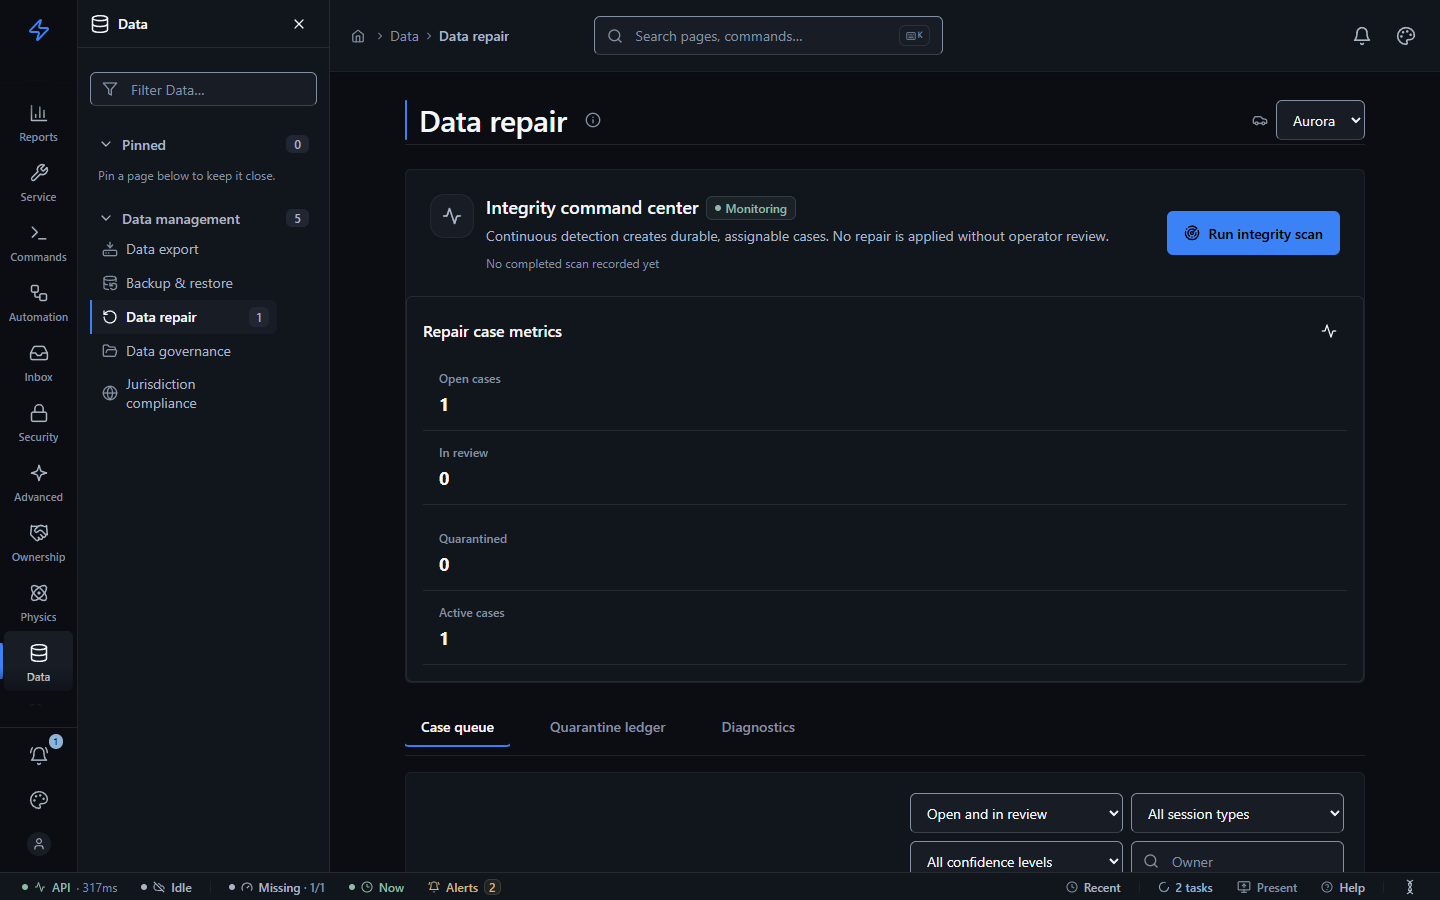 Data
Data
Data repair
Search pages, commands...
K
Filter Data...
Pinned
0
Pin a page below to keep it close.
Data management
5
Data export
Backup & restore
Data repair
1
Data governance
Jurisdiction
compliance
Reports
Service
Commands
Automation
Inbox
Security
Advanced
Ownership
Physics
Data
1
Data repair
Aurora
Integrity command center
Monitoring
Continuous detection creates durable, assignable cases. No repair is applied without operator review.
No completed scan recorded yet
Run integrity scan
Repair case metrics
Open cases
1
In review
0
Quarantined
0
Active cases
1
Case queue
Quarantine ledger
Diagnostics
Open and in review
All session types
All confidence levels
Owner
API · 317ms
Idle
Missing · 1/1
Now
Alerts 2
Recent
2 tasks
Present
Help